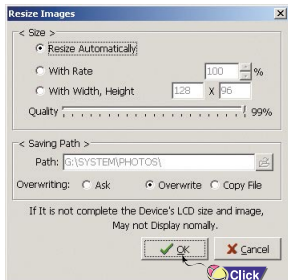 Resize Images
< Size >
Resize Automatically
With Rate 100 %
With Width, Height 128 X 96
Quality 99%
< Saving Path >
Path: G:\SYSTEM\PHOTOS\
Overwriting: Ask Overwrite Copy File
If It is not complete the Device's LCD size and image,
May not Display nomally.
OK Cancel
Click